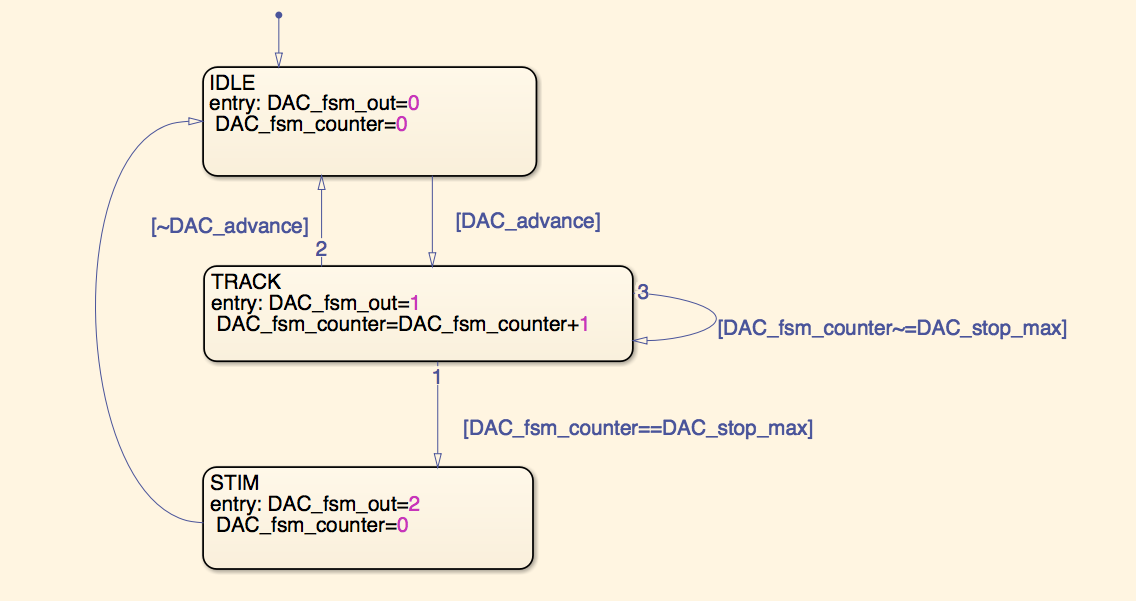 IDLE
entry: DAC_fsm_out=0
DAC_fsm_counter=0
[~DAC_advance]
2
[DAC_advance]
TRACK
entry: DAC_fsm_out=1
DAC_fsm_counter=DAC_fsm_counter+1
3
[DAC_fsm_counter~=DAC_stop_max]
1
[DAC_fsm_counter==DAC_stop_max]
STIM
entry: DAC_fsm_out=2
DAC_fsm_counter=0